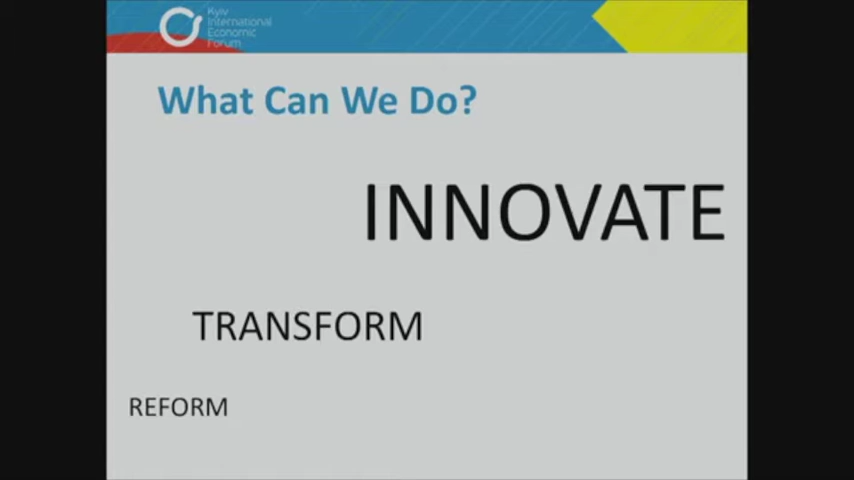 Kyiv
International
Economic
Forum
What Can We Do?
INNOVATE
TRANSFORM
REFORM